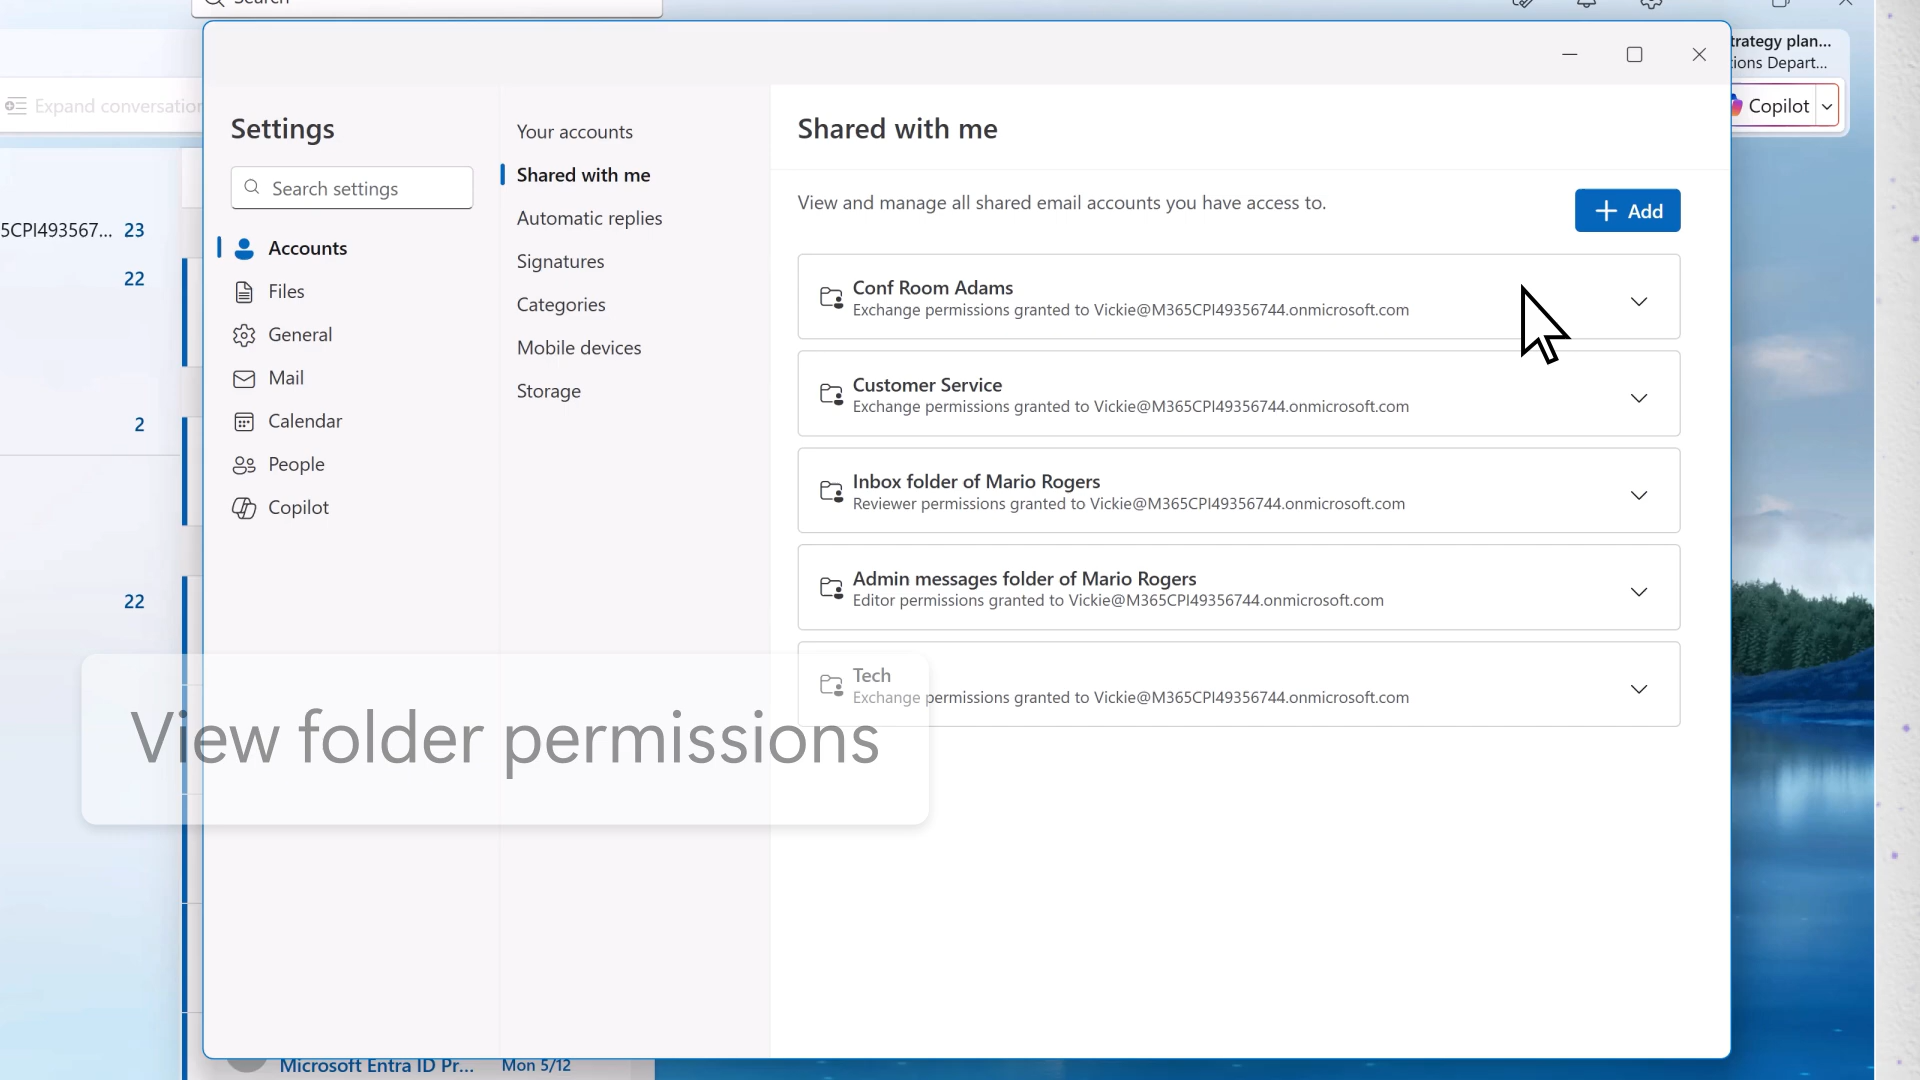 Search
Expand conversation
trategy plan...
ions Depart...
Copilot
5CPI493567... 23
22
2
22
Settings
Search settings
Accounts
Files
General
Mail
Calendar
People
Copilot
Your accounts
Shared with me
Automatic replies
Signatures
Categories
Mobile devices
Storage
Shared with me
View and manage all shared email accounts you have access to.
Add
Conf Room Adams
Exchange permissions granted to Vickie@M365CPI49356744.onmicrosoft.com
Customer Service
Exchange permissions granted to Vickie@M365CPI49356744.onmicrosoft.com
Inbox folder of Mario Rogers
Reviewer permissions granted to Vickie@M365CPI49356744.onmicrosoft.com
Admin messages folder of Mario Rogers
Editor permissions granted to Vickie@M365CPI49356744.onmicrosoft.com
Tech
Exchange permissions granted to Vickie@M365CPI49356744.onmicrosoft.com
View folder permissions
Microsoft Entra ID Pr... Mon 5/12